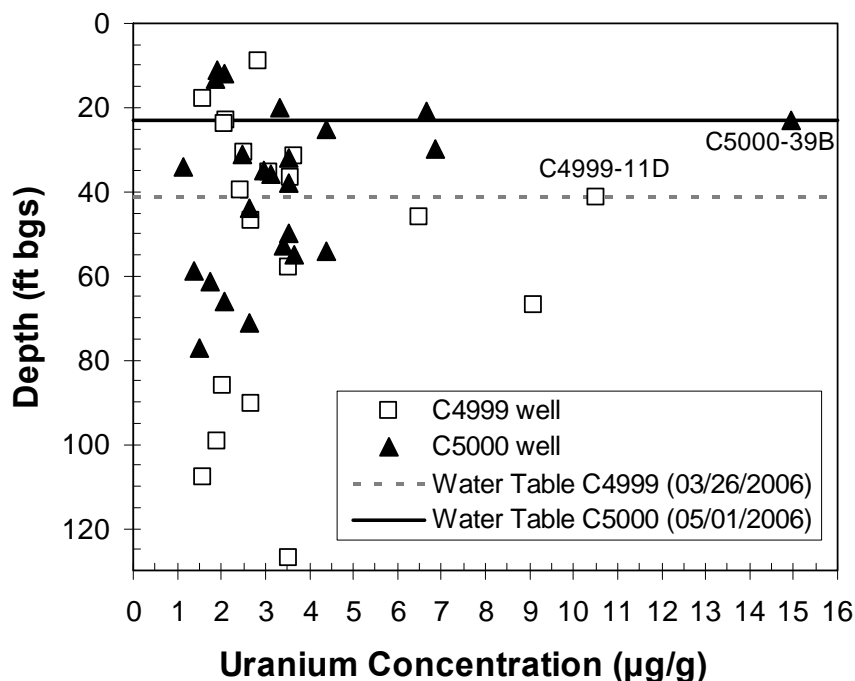 0
20
40
60
80
100
120
Depth (ft bgs)
C5000-39B
C4999-11D
C4999 well
C5000 well
Water Table C4999 (03/26/2006)
Water Table C5000 (05/01/2006)
0 1 2 3 4 5 6 7 8 9 10 11 12 13 14 15 16
Uranium Concentration (µg/g)